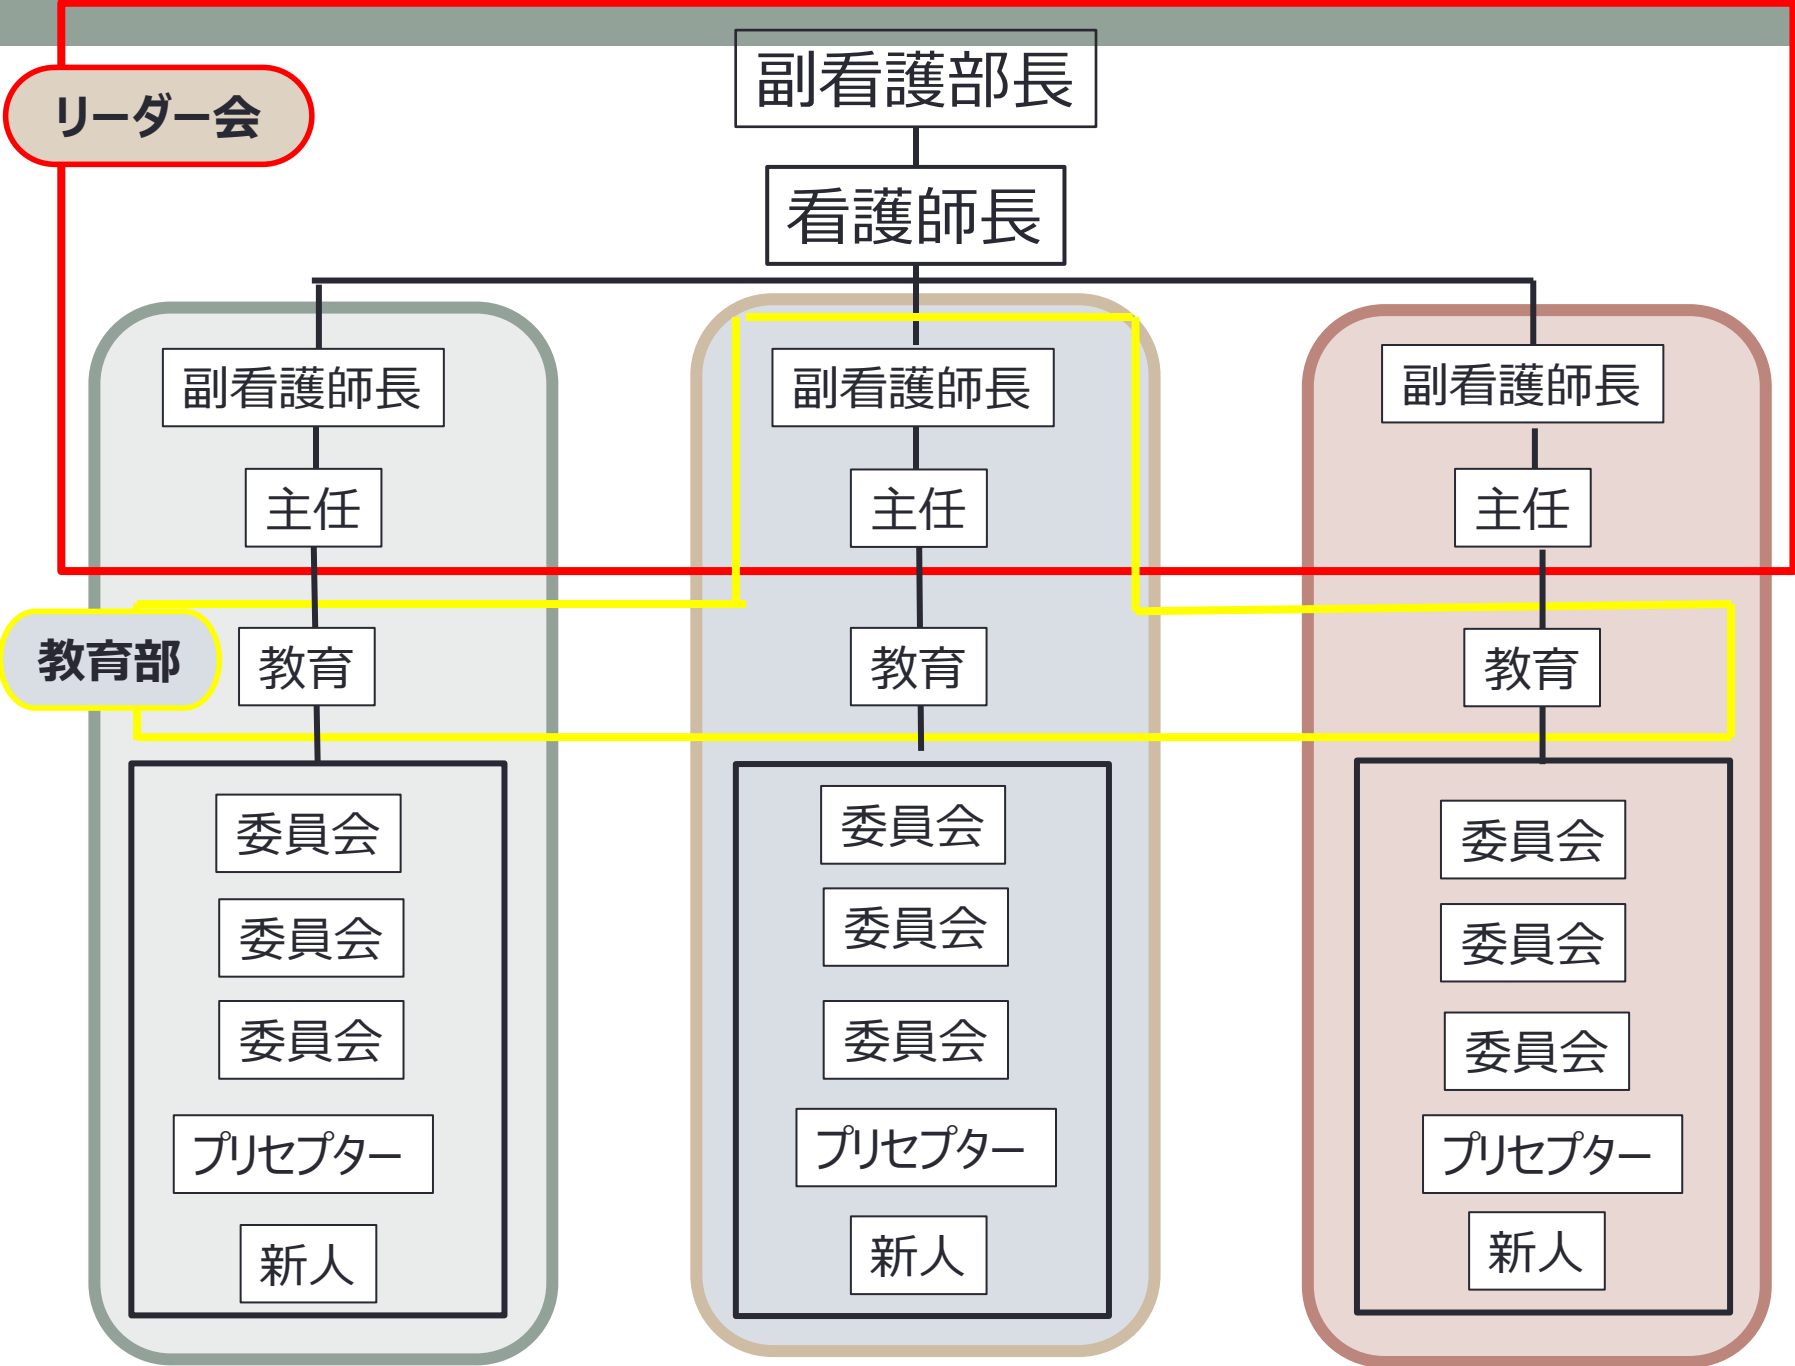 副看護部長
リーダー会
看護師長
副看護師長
副看護師長
副看護師長
主任
主任
主任
教育部
教育
教育
教育
委員会
委員会
委員会
プリセプター
新人
委員会
委員会
委員会
プリセプター
新人
委員会
委員会
委員会
プリセプター
新人